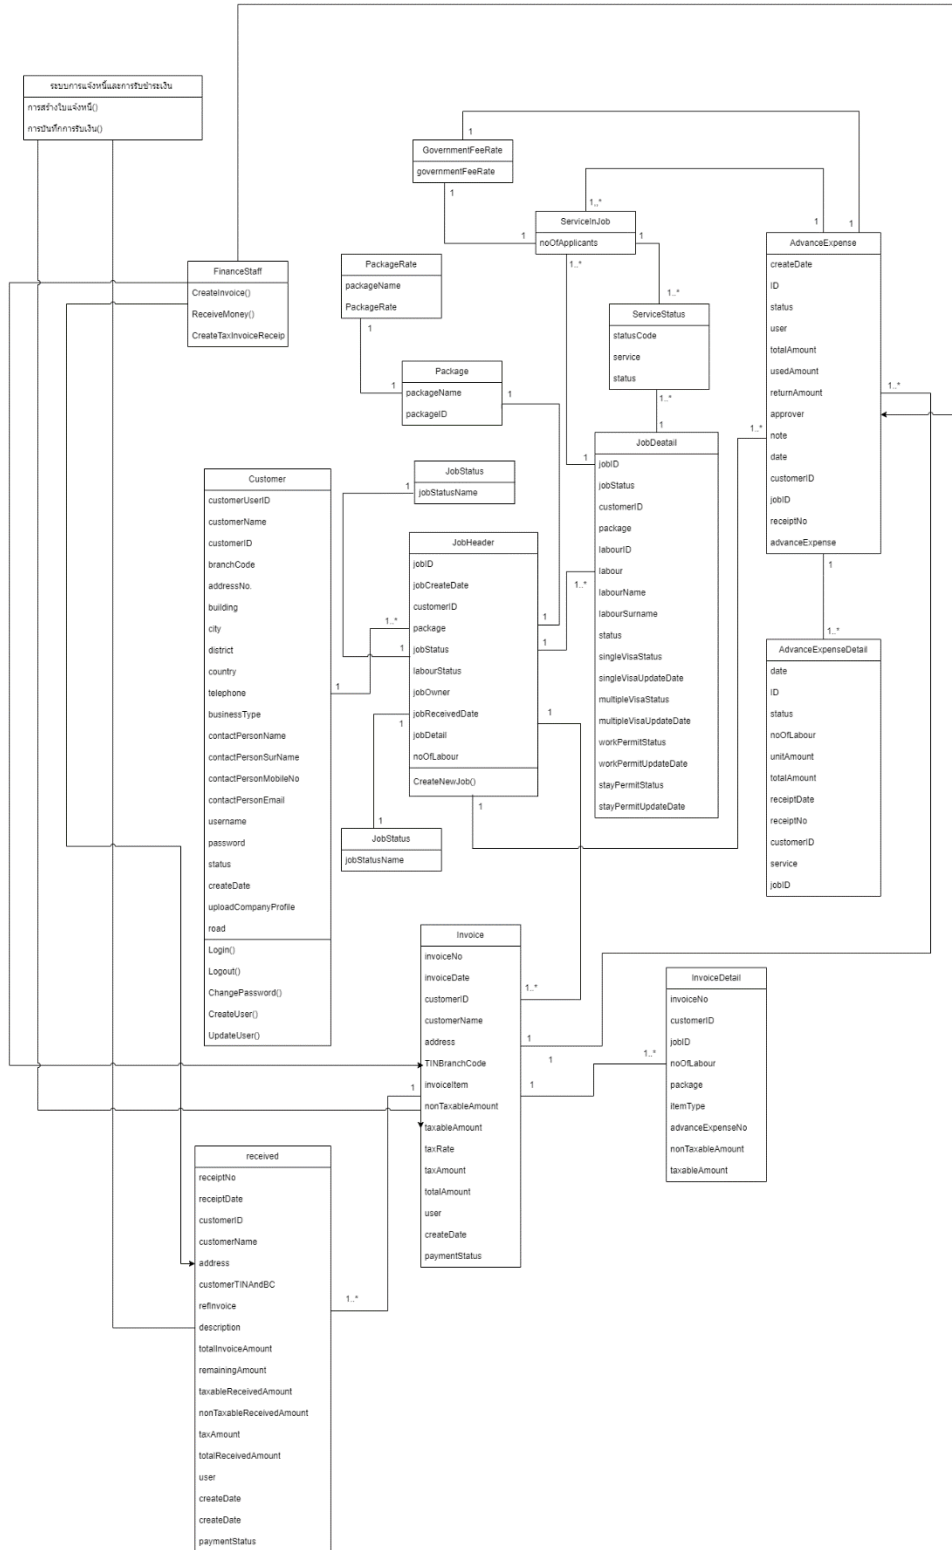 ระบบการแจ้งหนี้และการรับชำระเงิน
การสร้างใบแจ้งหนี้()
การบันทึกการรับเงิน()
1
GovernmentFeeRate
governmentFeeRate
1
1..*
1
1
ServiceInJob
noOfApplicants
1
1
1..*
AdvanceExpense
createDate
ID
status
user
totalAmount
usedAmount
returnAmount
approver
note
date
customerID
jobID
receiptNo
advanceExpense
1..*
1..*
1
FinanceStaff
CreateInvoice()
ReceiveMoney()
CreateTaxInvoiceReceip
PackageRate
packageName
PackageRate
1
1..*
ServiceStatus
statusCode
service
status
1..*
1
Package
packageName
packageID
1
1
JobDeatail
jobID
jobStatus
customerID
package
labourID
labour
labourName
labourSurname
status
singleVisaStatus
singleVisaUpdateDate
multipleVisaStatus
multipleVisaUpdateDate
workPermitStatus
workPermitUpdateDate
stayPermitStatus
stayPermitUpdateDate
1
1..*
JobStatus
jobStatusName
1
Customer
customerUserID
customerName
customerID
branchCode
addressNo.
building
city
district
country
telephone
businessType
contactPersonName
contactPersonSurName
contactPersonMobileNo
contactPersonEmail
username
password
status
createDate
uploadCompanyProfile
road
Login()
Logout()
ChangePassword()
CreateUser()
UpdateUser()
1
JobHeader
jobID
jobCreateDate
customerID
package
jobStatus
labourStatus
jobOwner
jobReceivedDate
jobDetail
noOfLabour
CreateNewJob()
1..*
1
1
1
1
1
1
1
JobStatus
jobStatusName
1..*
AdvanceExpenseDetail
date
ID
status
noOfLabour
unitAmount
totalAmount
receiptDate
receiptNo
customerID
service
jobID
Invoice
invoiceNo
invoiceDate
customerID
customerName
address
TINBranchCode
invoiceItem
nonTaxableAmount
taxableAmount
taxRate
taxAmount
totalAmount
user
createDate
paymentStatus
1..*
1
1
1
1
1..*
InvoiceDetail
invoiceNo
customerID
jobID
noOfLabour
package
itemType
advanceExpenseNo
nonTaxableAmount
taxableAmount
received
receiptNo
receiptDate
customerID
customerName
address
customerTINAndBC
refInvoice
description
totalInvoiceAmount
remainingAmount
taxableReceivedAmount
nonTaxableReceivedAmount
taxAmount
totalReceivedAmount
user
createDate
createDate
paymentStatus
1..*